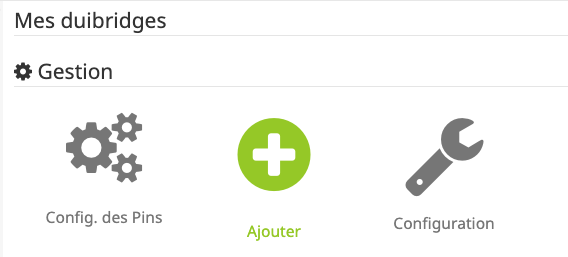 Mes duibridges
Gestion
Config. des Pins
Ajouter
Configuration